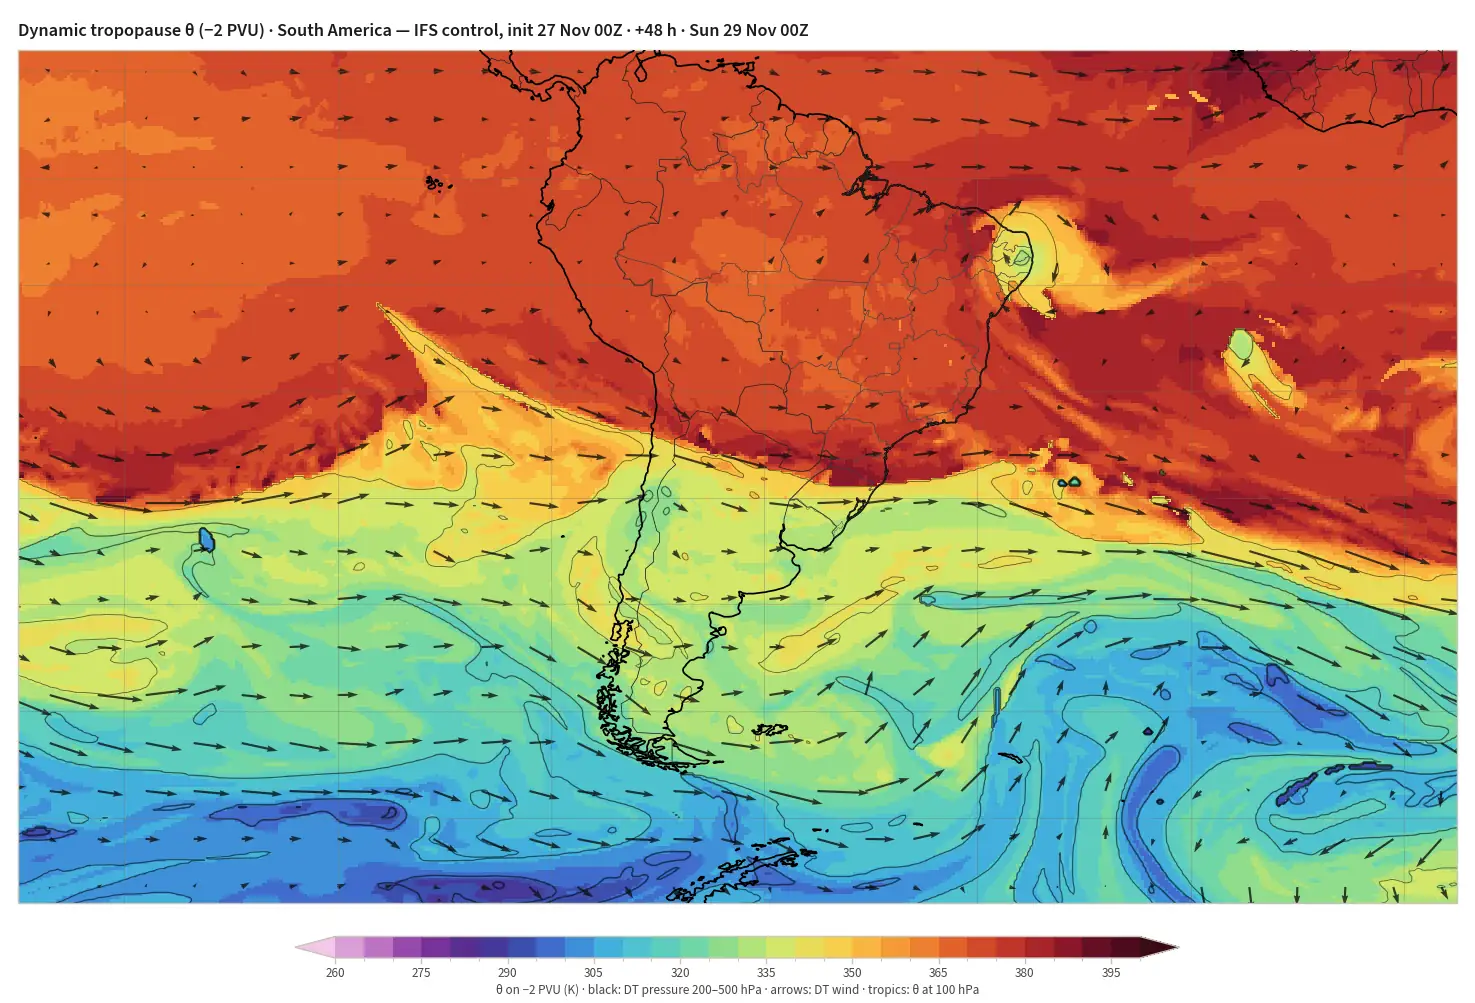 Dynamic tropopause θ (−2 PVU) · South America — IFS control, init 27 Nov 00Z · +48 h · Sun 29 Nov 00Z
260 275 290 305 320 335 350 365 380 395
θ on −2 PVU (K) · black: DT pressure 200–500 hPa · arrows: DT wind · tropics: θ at 100 hPa